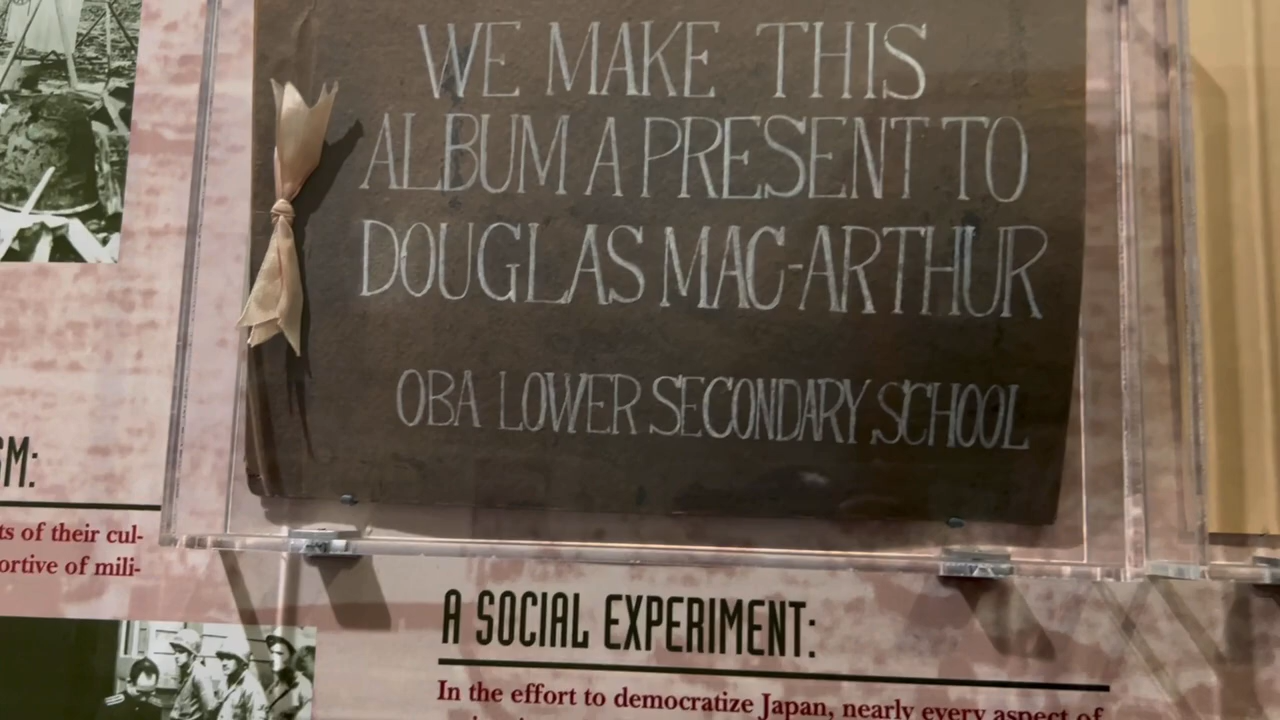 WE MAKE THIS
ALBUM A PRESENT TO
DOUGLAS MAC-ARTHUR
OBA LOWER SECONDARY SCHOOL
SM:
ts of their cul-
ortive of mili-
A SOCIAL EXPERIMENT:
In the effort to democratize Japan, nearly every aspect of